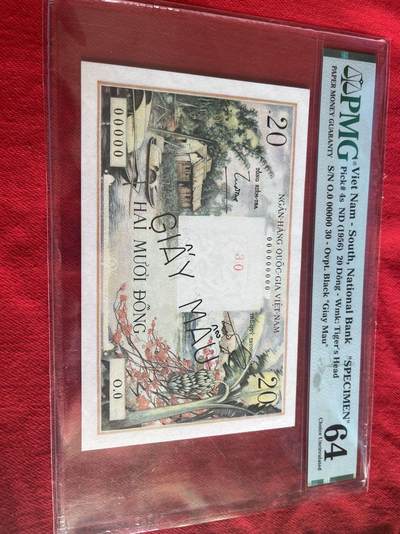 PMG®
PAPER MONEY GUARANTY
Viet Nam - South, National Bank
Pick# 4s ND (1956) 20 Dông - Wmk: Tiger's Head
S/N O.0 00000 30 - Ovpt. Black "Giay Mau"
"SPECIMEN"
64
Choice Uncirculated
20
NGÂN-HÀNG QUỐC-GIA VIỆT-NAM
000000000
30
GIẤY MẪU
HAI MƯƠI ĐỒNG
00000
O.0
20